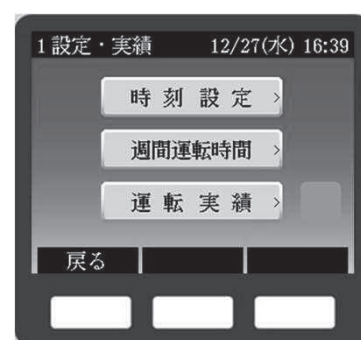 1 設定・実績 12/27(水) 16:39
時刻設定 >
週間運転時間 >
運転実績 >
戻る